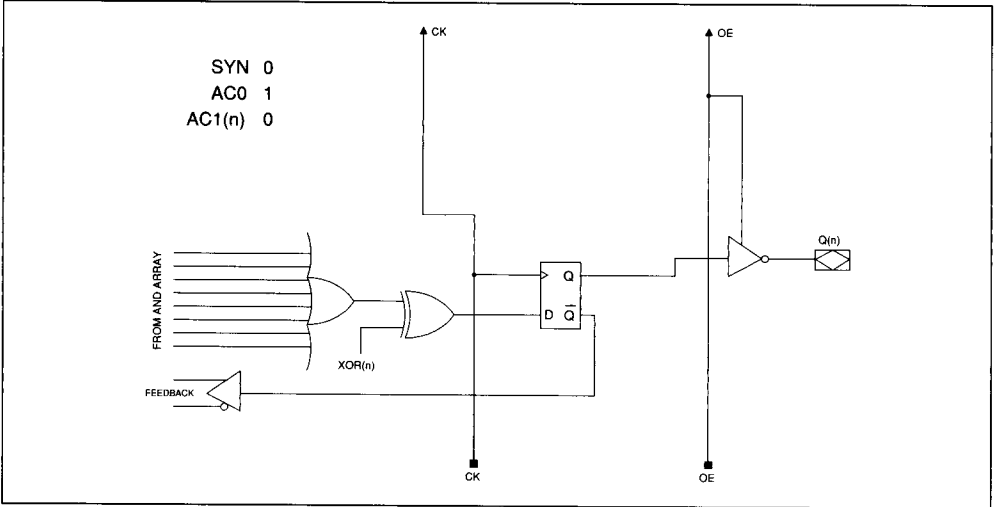 CK
OE
SYN 0
AC0 1
AC1(n) 0
Q(n)
FROM AND ARRAY
Q
D Q
XOR(n)
FEEDBACK
CK
OE